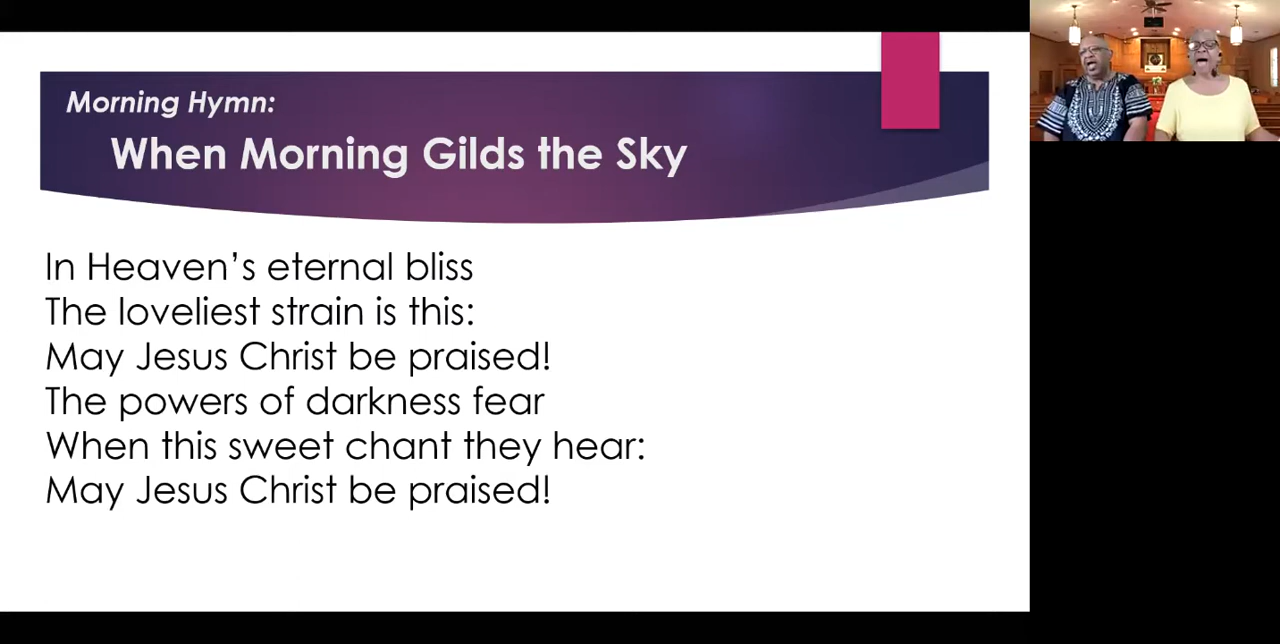 Morning Hymn:
When Morning Gilds the Sky
In Heaven’s eternal bliss
The loveliest strain is this:
May Jesus Christ be praised!
The powers of darkness fear
When this sweet chant they hear:
May Jesus Christ be praised!